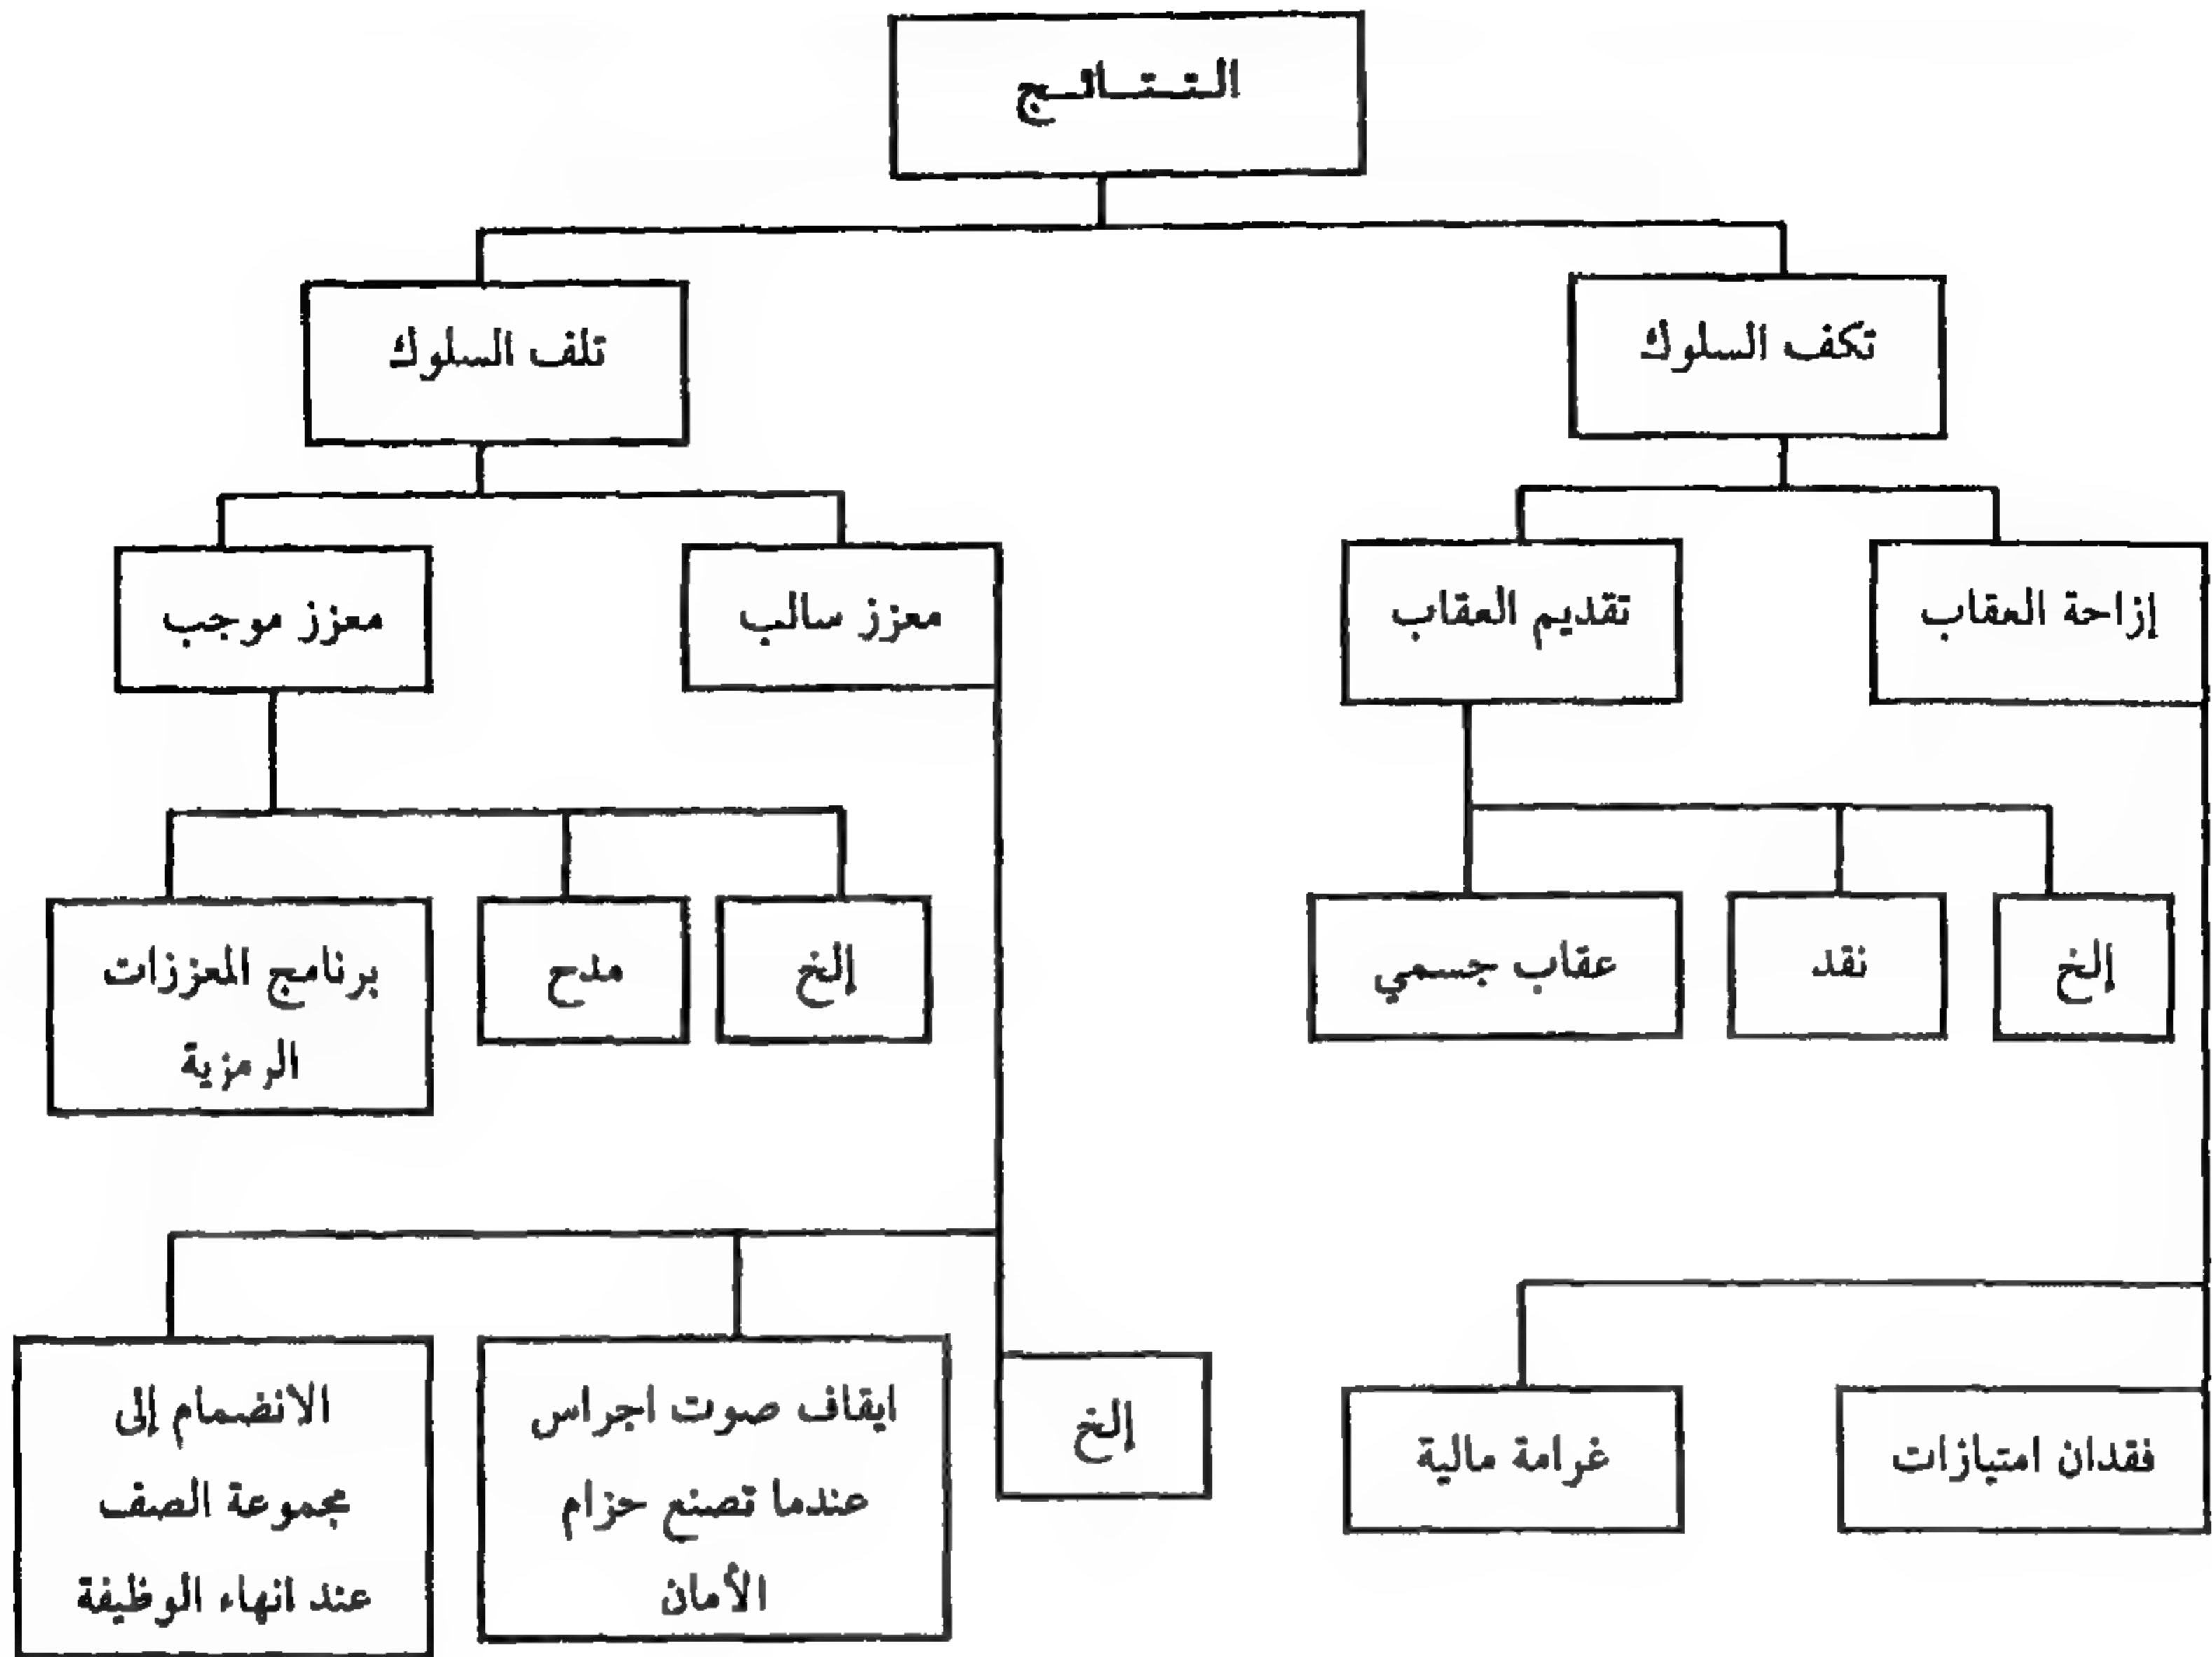 النتائج
تكف السلوك
تلف السلوك
إزاحة العقاب
تقديم العقاب
معزز سالب
معزز موجب
إلخ
نقد
عقاب جسمي
إلخ
مدح
برنامج المعززات
الرمزية
فقدان امتيازات
غرامة مالية
إلخ
ايقاف صوت اجراس
عندما تصنع حزام
الأمان
الانضمام إلى
مجموعة الصف
عند انهاء الوظيفة